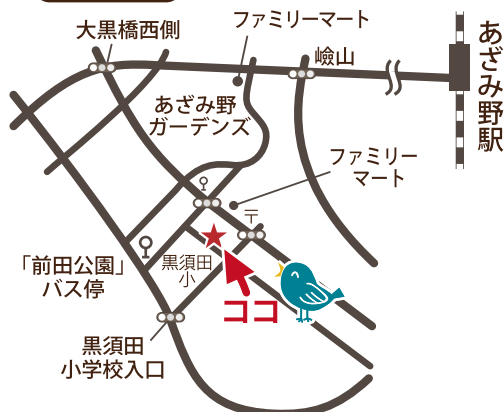 大黒橋西側
ファミリーマート
嶮山
あざみ野駅
あざみ野
ガーデンズ
ファミリー
マート
〒
黒須田
小
「前田公園」
バス停
ココ
黒須田
小学校入口